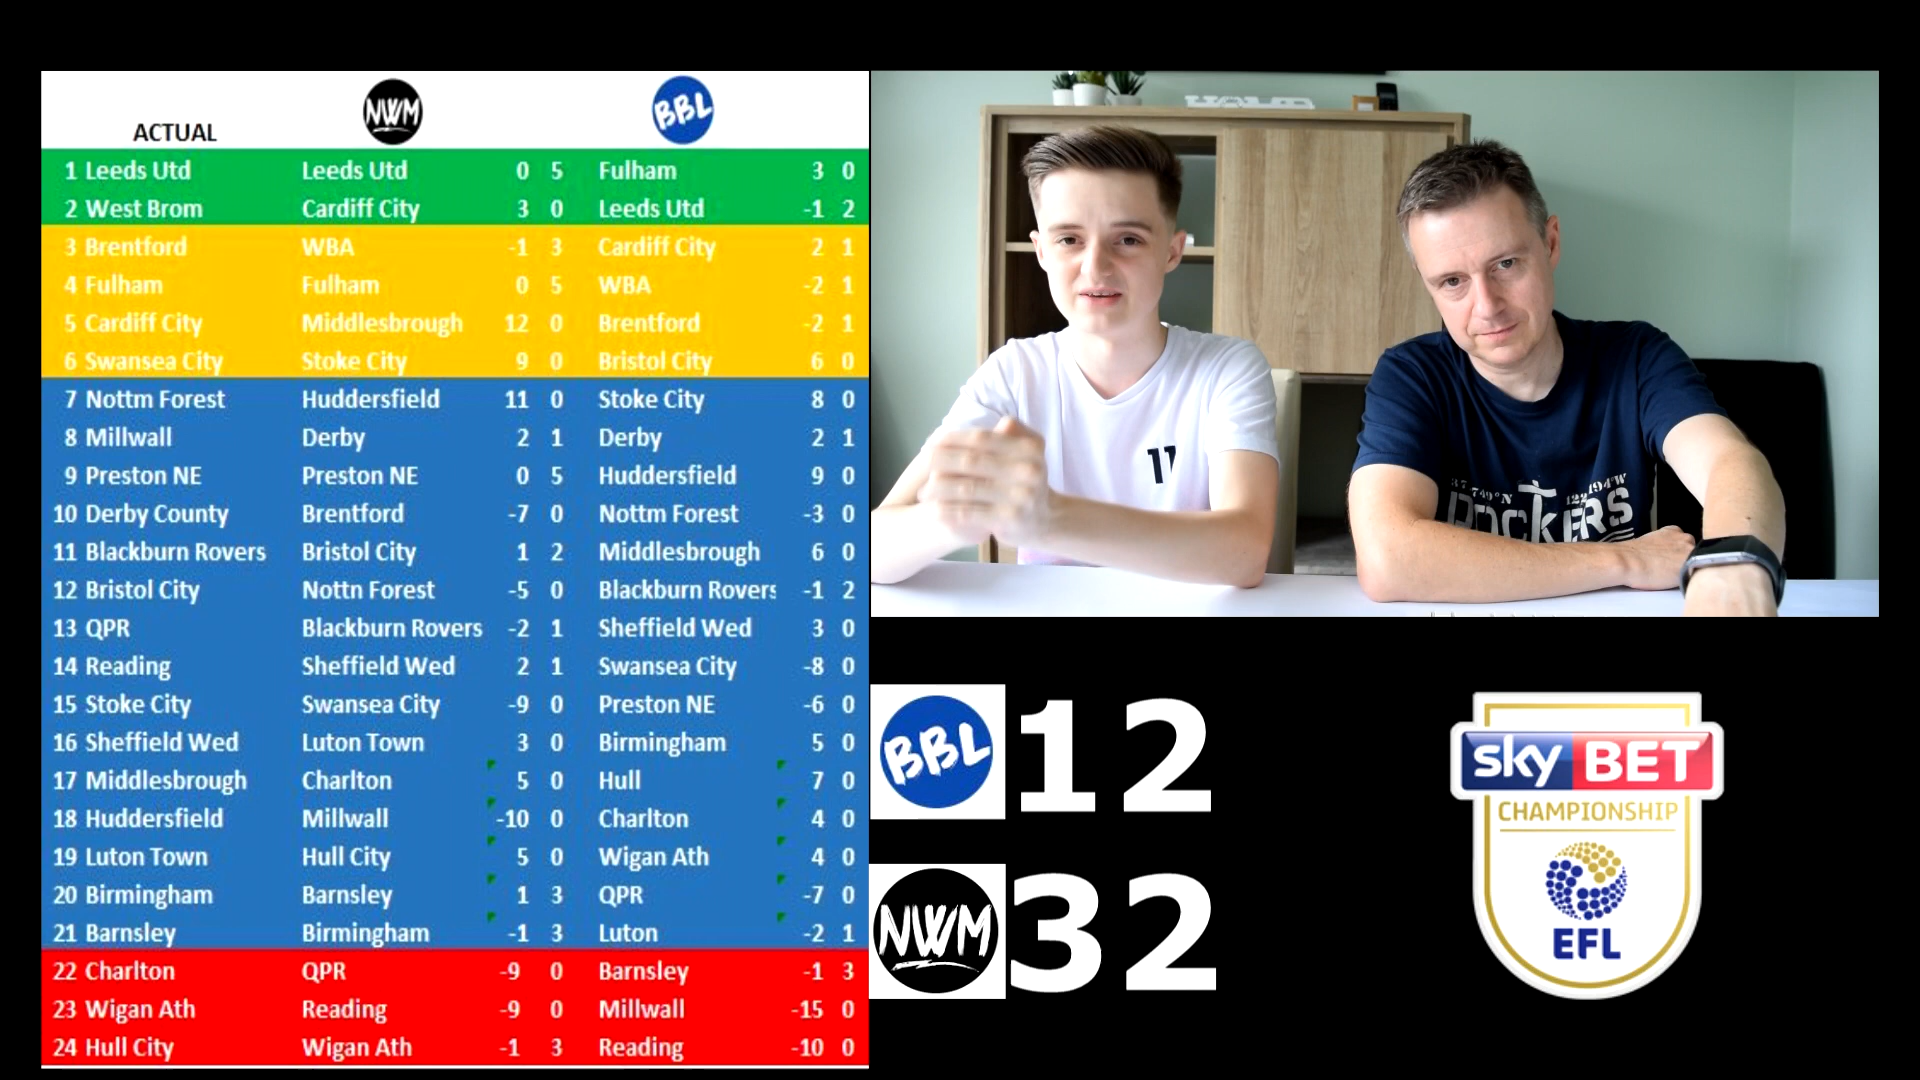 NWM BBL
ACTUAL
1 Leeds Utd Leeds Utd 0 5 Fulham 3 0
2 West Brom Cardiff City 3 0 Leeds Utd -1 2
3 Brentford WBA -1 3 Cardiff City 2 1
4 Fulham Fulham 0 5 WBA -2 1
5 Cardiff City Middlesbrough 12 0 Brentford -2 1
6 Swansea City Stoke City 9 0 Bristol City 6 0
7 Nottm Forest Huddersfield 11 0 Stoke City 8 0
8 Millwall Derby 2 1 Derby 2 1
9 Preston NE Preston NE 0 5 Huddersfield 9 0
10 Derby County Brentford -7 0 Nottm Forest -3 0
11 Blackburn Rovers Bristol City 1 2 Middlesbrough 6 0
12 Bristol City Nottn Forest -5 0 Blackburn Rovers -1 2
13 QPR Blackburn Rovers -2 1 Sheffield Wed 3 0
14 Reading Sheffield Wed 2 1 Swansea City -8 0
15 Stoke City Swansea City -9 0 Preston NE -6 0
16 Sheffield Wed Luton Town 3 0 Birmingham 5 0
17 Middlesbrough Charlton 5 0 Hull 7 0
18 Huddersfield Millwall -10 0 Charlton 4 0
19 Luton Town Hull City 5 0 Wigan Ath 4 0
20 Birmingham Barnsley 1 3 QPR -7 0
21 Barnsley Birmingham -1 3 Luton -2 1
22 Charlton QPR -9 0 Barnsley -1 3
23 Wigan Ath Reading -9 0 Millwall -15 0
24 Hull City Wigan Ath -1 3 Reading -10 0
11
DOCKERS
BBL 12
NWM 32
sky BET
CHAMPIONSHIP
EFL